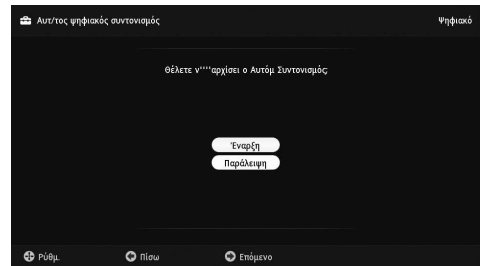 Αυτ/τος ψηφιακός συντονισμός
Ψηφιακό
Θέλετε ν''''αρχίσει ο Αυτόμ Συντονισμός;
Έναρξη
Παράλειψη
Ρύθμ.
Πίσω
Επόμενο